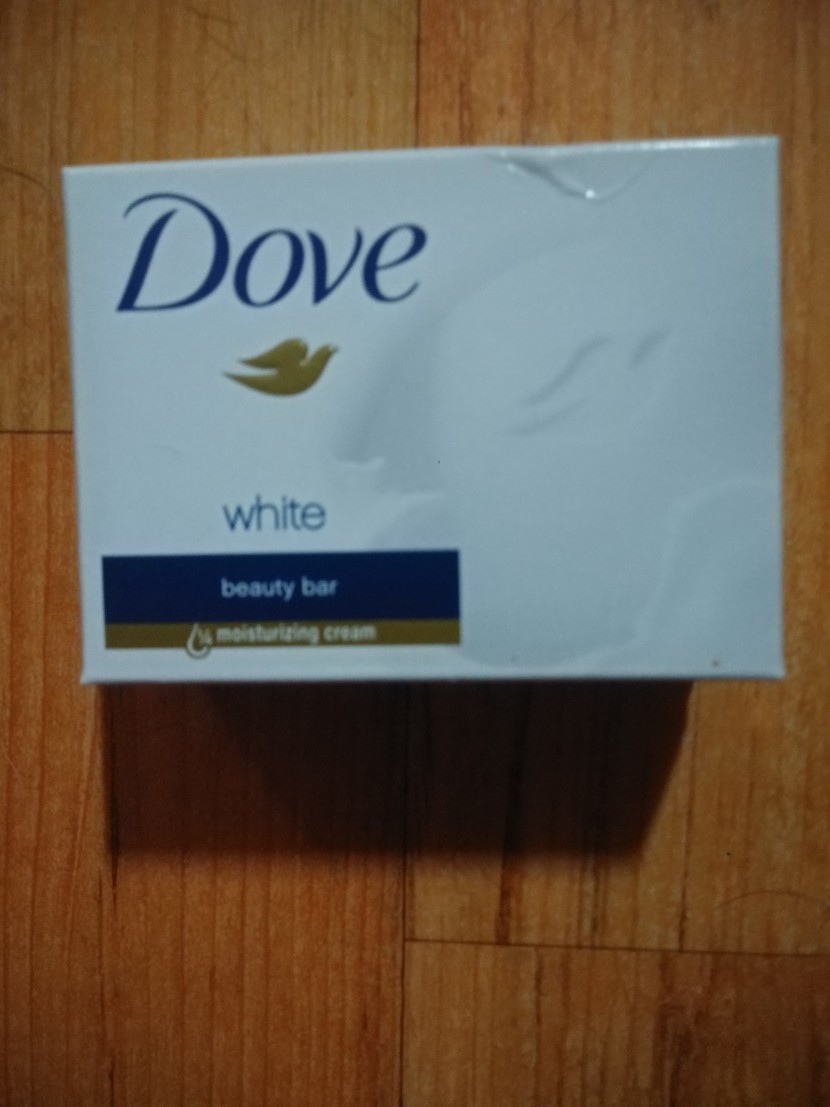 Dove
white
beauty bar
¼ moisturizing cream